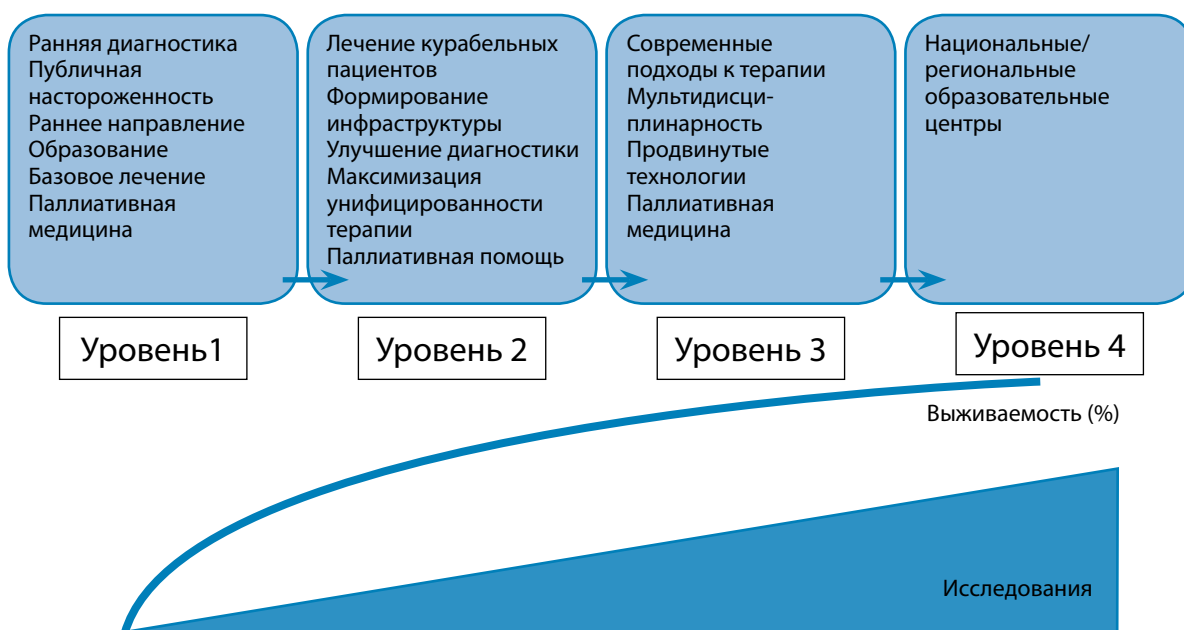 Ранняя диагностика
Публичная
настороженность
Раннее направление
Образование
Базовое лечение
Паллиативная
медицина
Лечение курабельных
пациентов
Формирование
инфраструктуры
Улучшение диагностики
Максимизация
унифицированности
терапии
Паллиативная помощь
Современные
подходы к терапии
Мультидисци-
плинарность
Продвинутые
технологии
Паллиативная
медицина
Национальные/
региональные
образовательные
центры
Уровень1
Уровень 2
Уровень 3
Уровень 4
Выживаемость (%)
Исследования